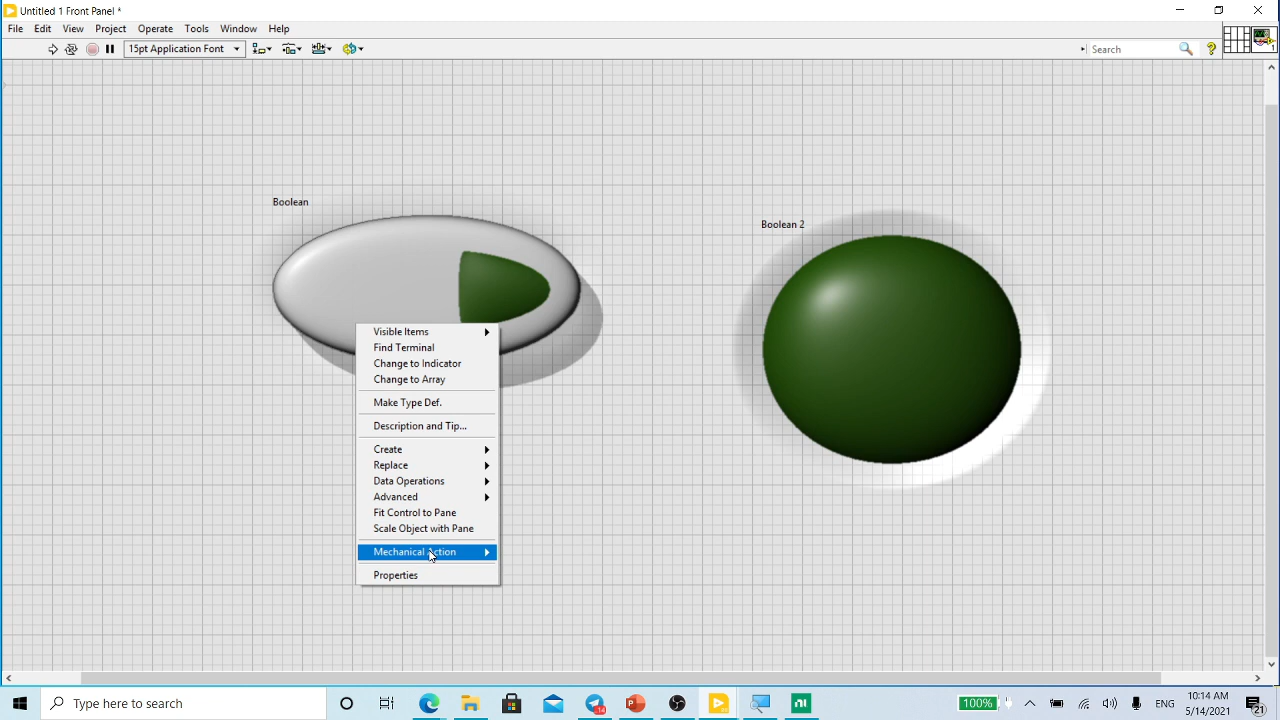 Untitled 1 Front Panel *
File Edit View Project Operate Tools Window Help
15pt Application Font
Search
?
1
Boolean
Boolean 2
Visible Items
Find Terminal
Change to Indicator
Change to Array
Make Type Def.
Description and Tip...
Create
Replace
Data Operations
Advanced
Fit Control to Pane
Scale Object with Pane
Mechanical Action
Properties
Type here to search
14
100%
ENG
10:14 AM
5/14/2021
21